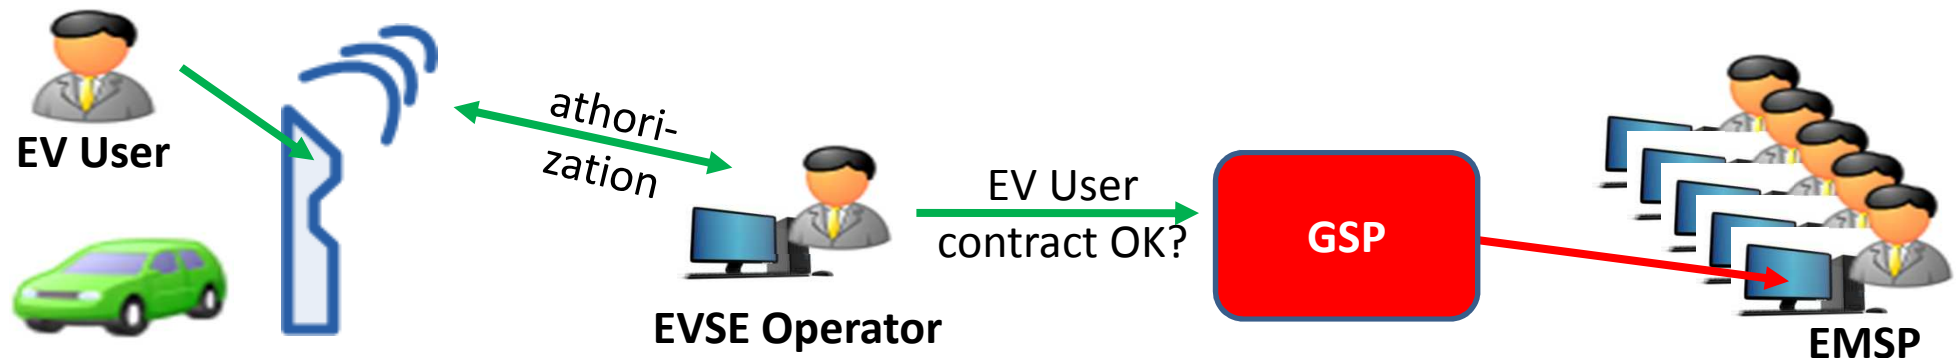 EV User
athori-
zation
EVSE Operator
EV User
contract OK?
GSP
EMSP